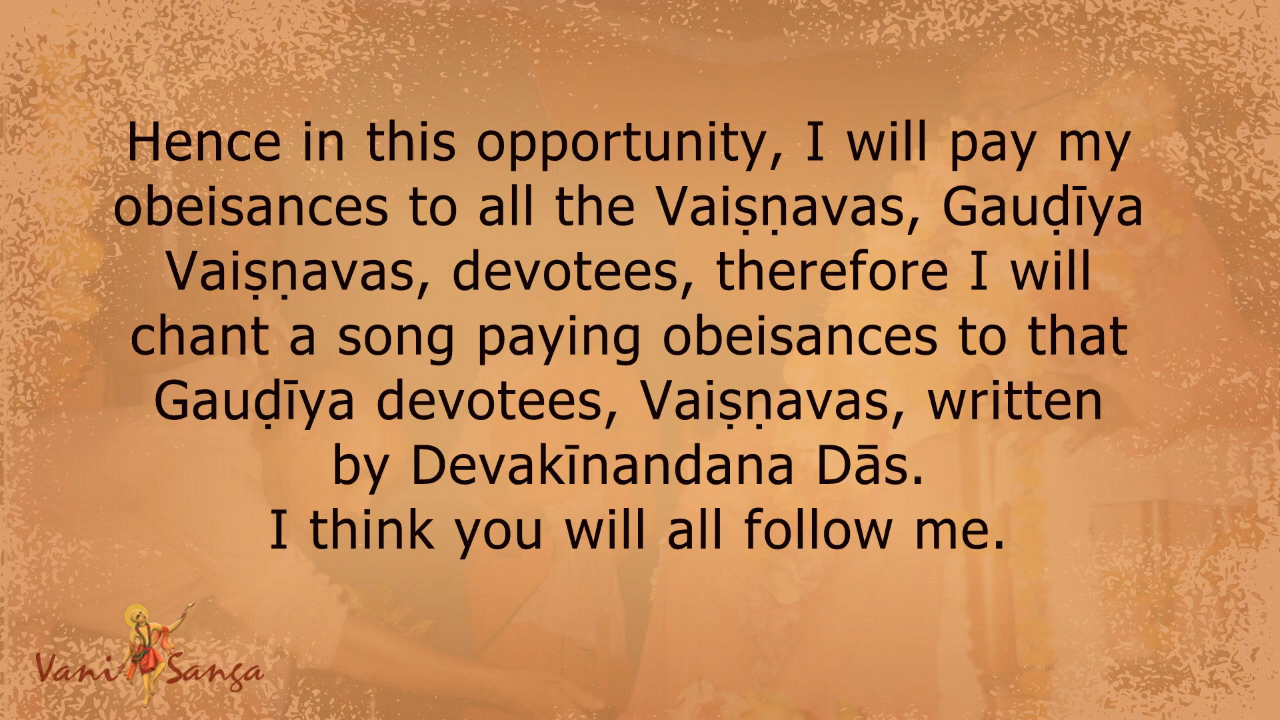 Hence in this opportunity, I will pay my
obeisances to all the Vaiṣṇavas, Gauḍīya
Vaiṣṇavas, devotees, therefore I will
chant a song paying obeisances to that
Gauḍīya devotees, Vaiṣṇavas, written
by Devakīnandana Dās.
I think you will all follow me.
Vani Sanga